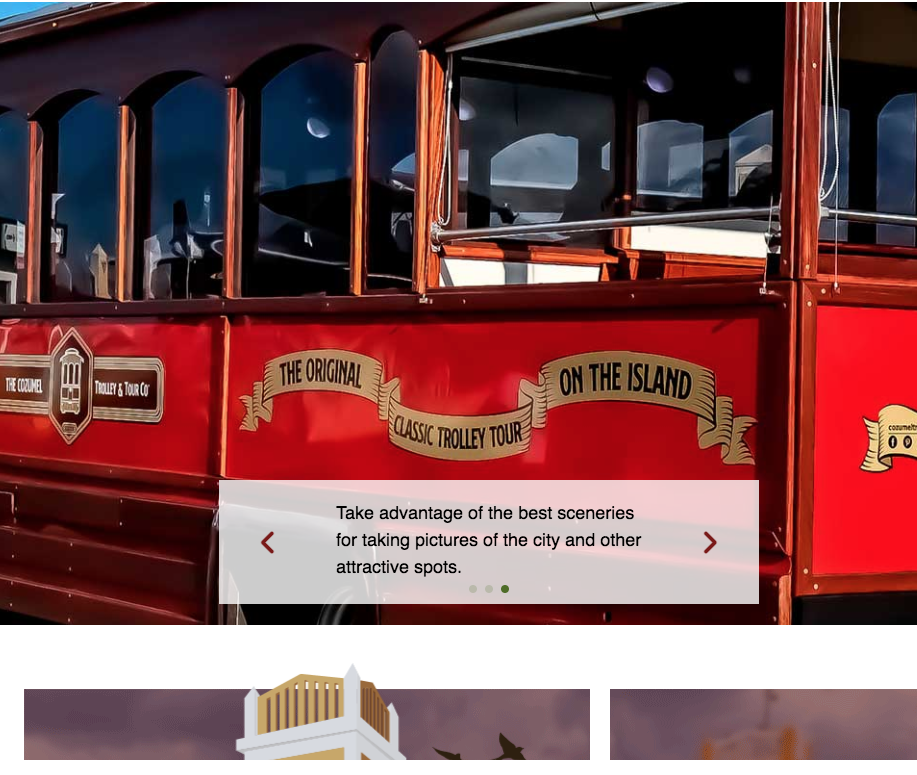 THE COZUMEL
TROLLEY & TOUR CO
THE ORIGINAL
CLASSIC TROLLEY TOUR
ON THE ISLAND
Take advantage of the best sceneries
for taking pictures of the city and other
attractive spots.